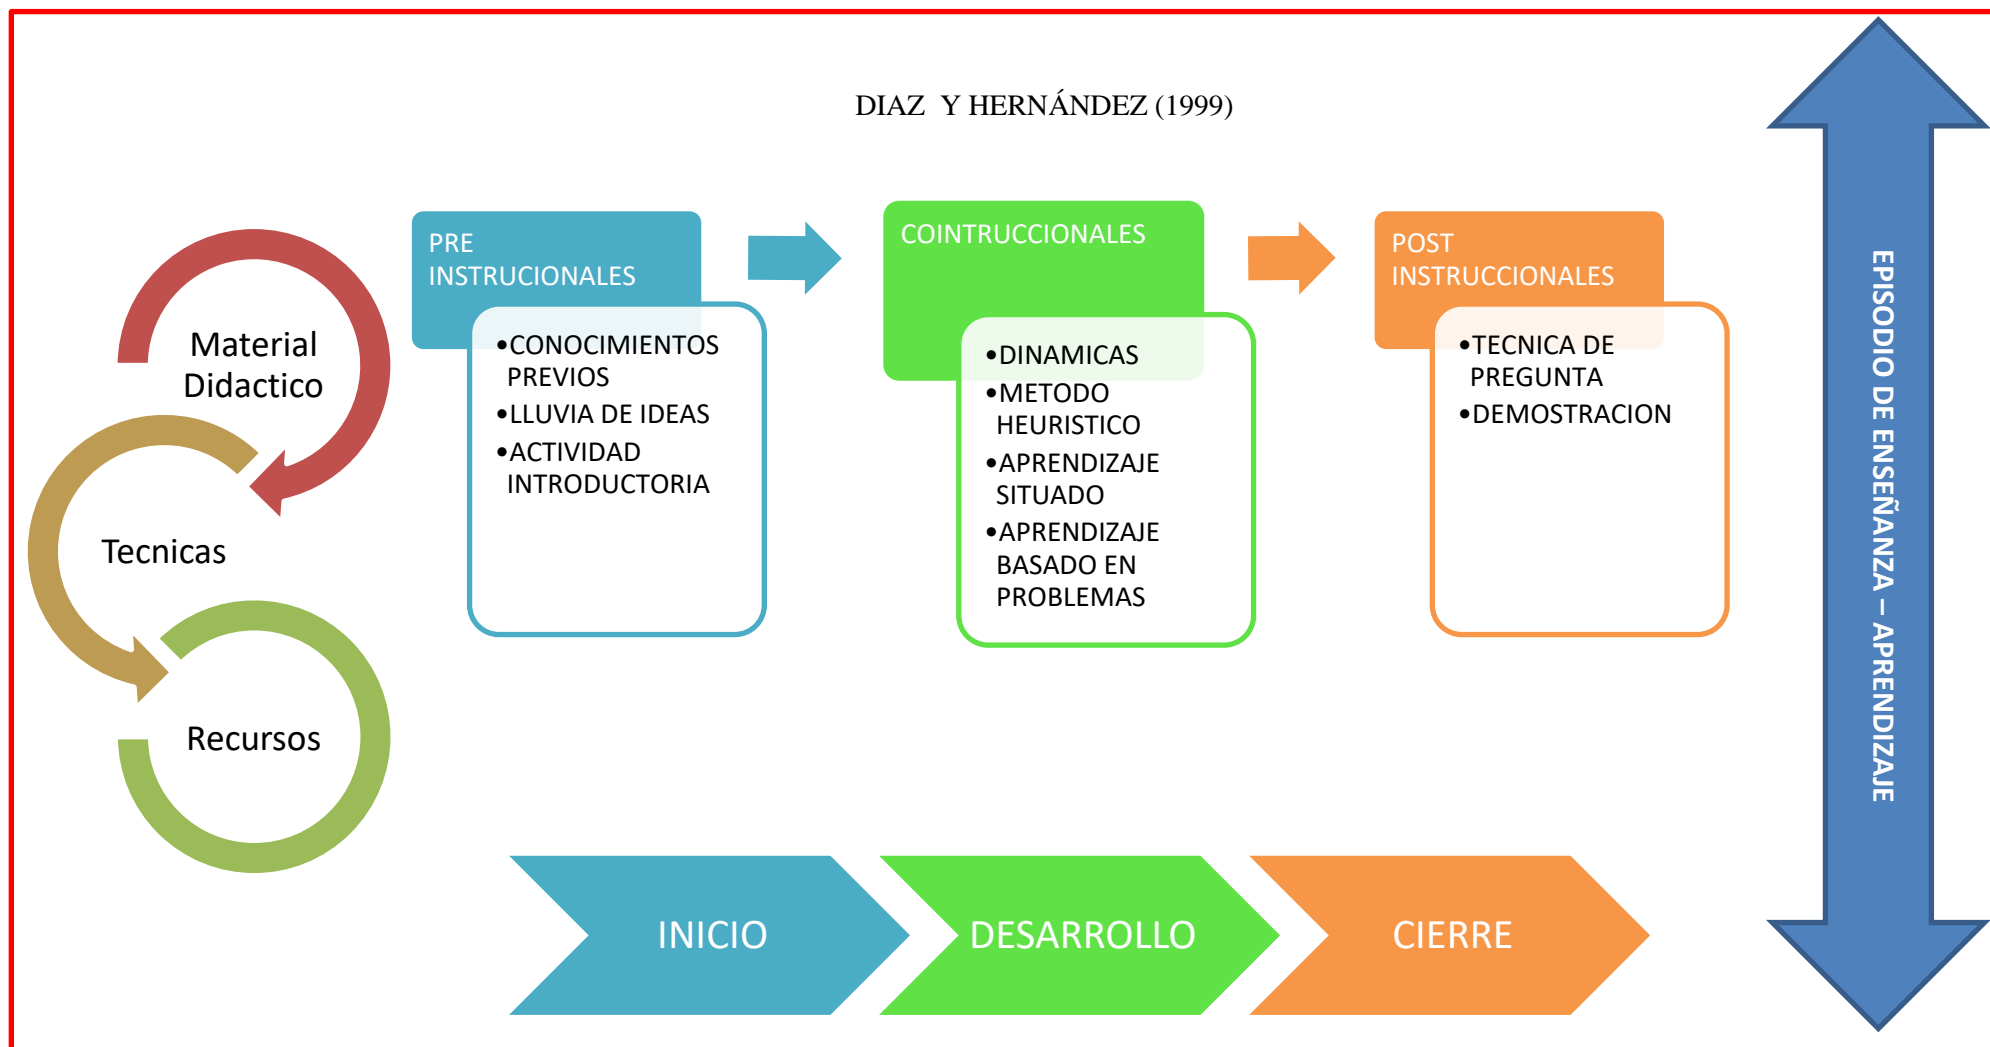 DIAZ Y HERNÁNDEZ (1999)
Material
Didactico
Tecnicas
Recursos
PRE
INSTRUCIONALES
•CONOCIMIENTOS
PREVIOS
•LLUVIA DE IDEAS
•ACTIVIDAD
INTRODUCTORIA
COINTRUCCIONALES
•DINAMICAS
•METODO
HEURISTICO
•APRENDIZAJE
SITUADO
•APRENDIZAJE
BASADO EN
PROBLEMAS
POST
INSTRUCCIONALES
•TECNICA DE
PREGUNTA
•DEMOSTRACION
INICIO
DESARROLLO
CIERRE
EPISODIO DE ENSEÑANZA – APRENDIZAJE